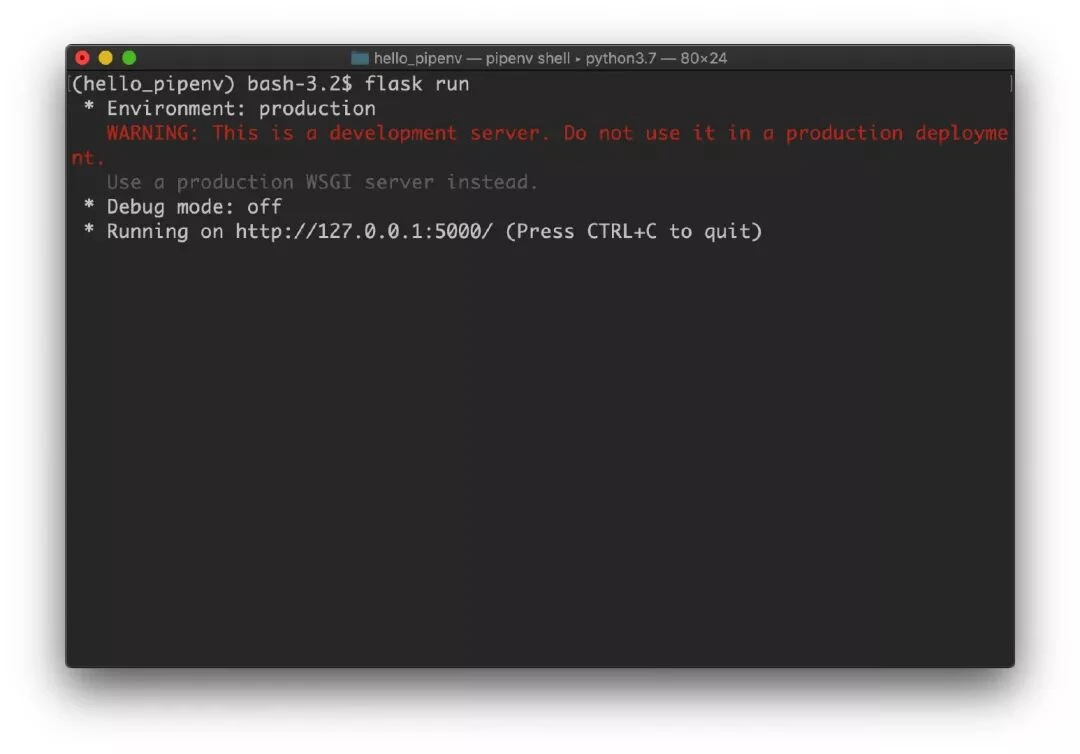 hello_pipenv — pipenv shell ▸ python3.7 — 80×24
(hello_pipenv) bash-3.2$ flask run
* Environment: production
WARNING: This is a development server. Do not use it in a production deployme
nt.
Use a production WSGI server instead.
* Debug mode: off
* Running on http://127.0.0.1:5000/ (Press CTRL+C to quit)